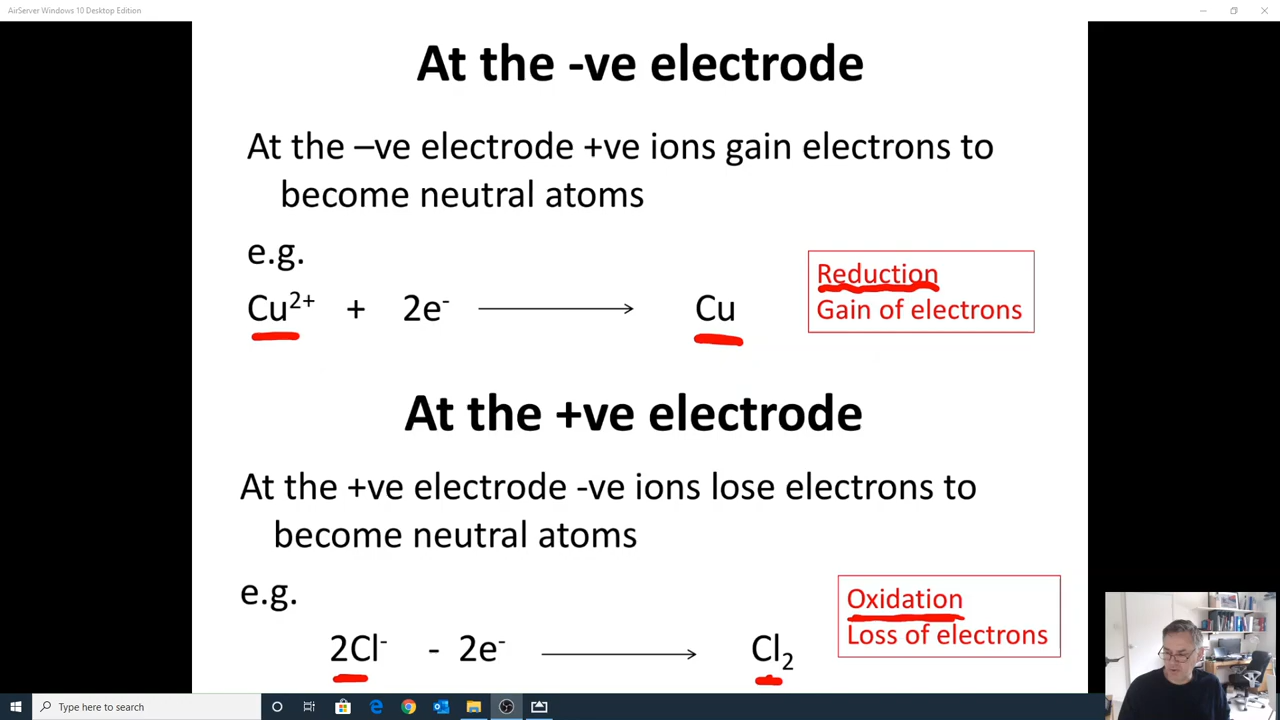 AirServer Windows 10 Desktop Edition
At the -ve electrode
At the –ve electrode +ve ions gain electrons to
become neutral atoms
e.g.
Cu²⁺ + 2e⁻ ⟶ Cu
Reduction
Gain of electrons
At the +ve electrode
At the +ve electrode -ve ions lose electrons to
become neutral atoms
e.g.
2Cl⁻ - 2e⁻ ⟶ Cl₂
Oxidation
Loss of electrons
Type here to search